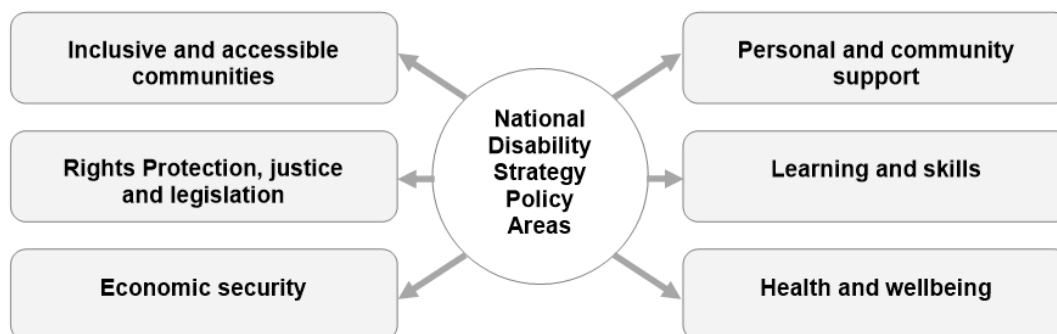 Inclusive and accessible
communities
Rights Protection, justice
and legislation
Economic security
National
Disability
Strategy
Policy
Areas
Personal and community
support
Learning and skills
Health and wellbeing